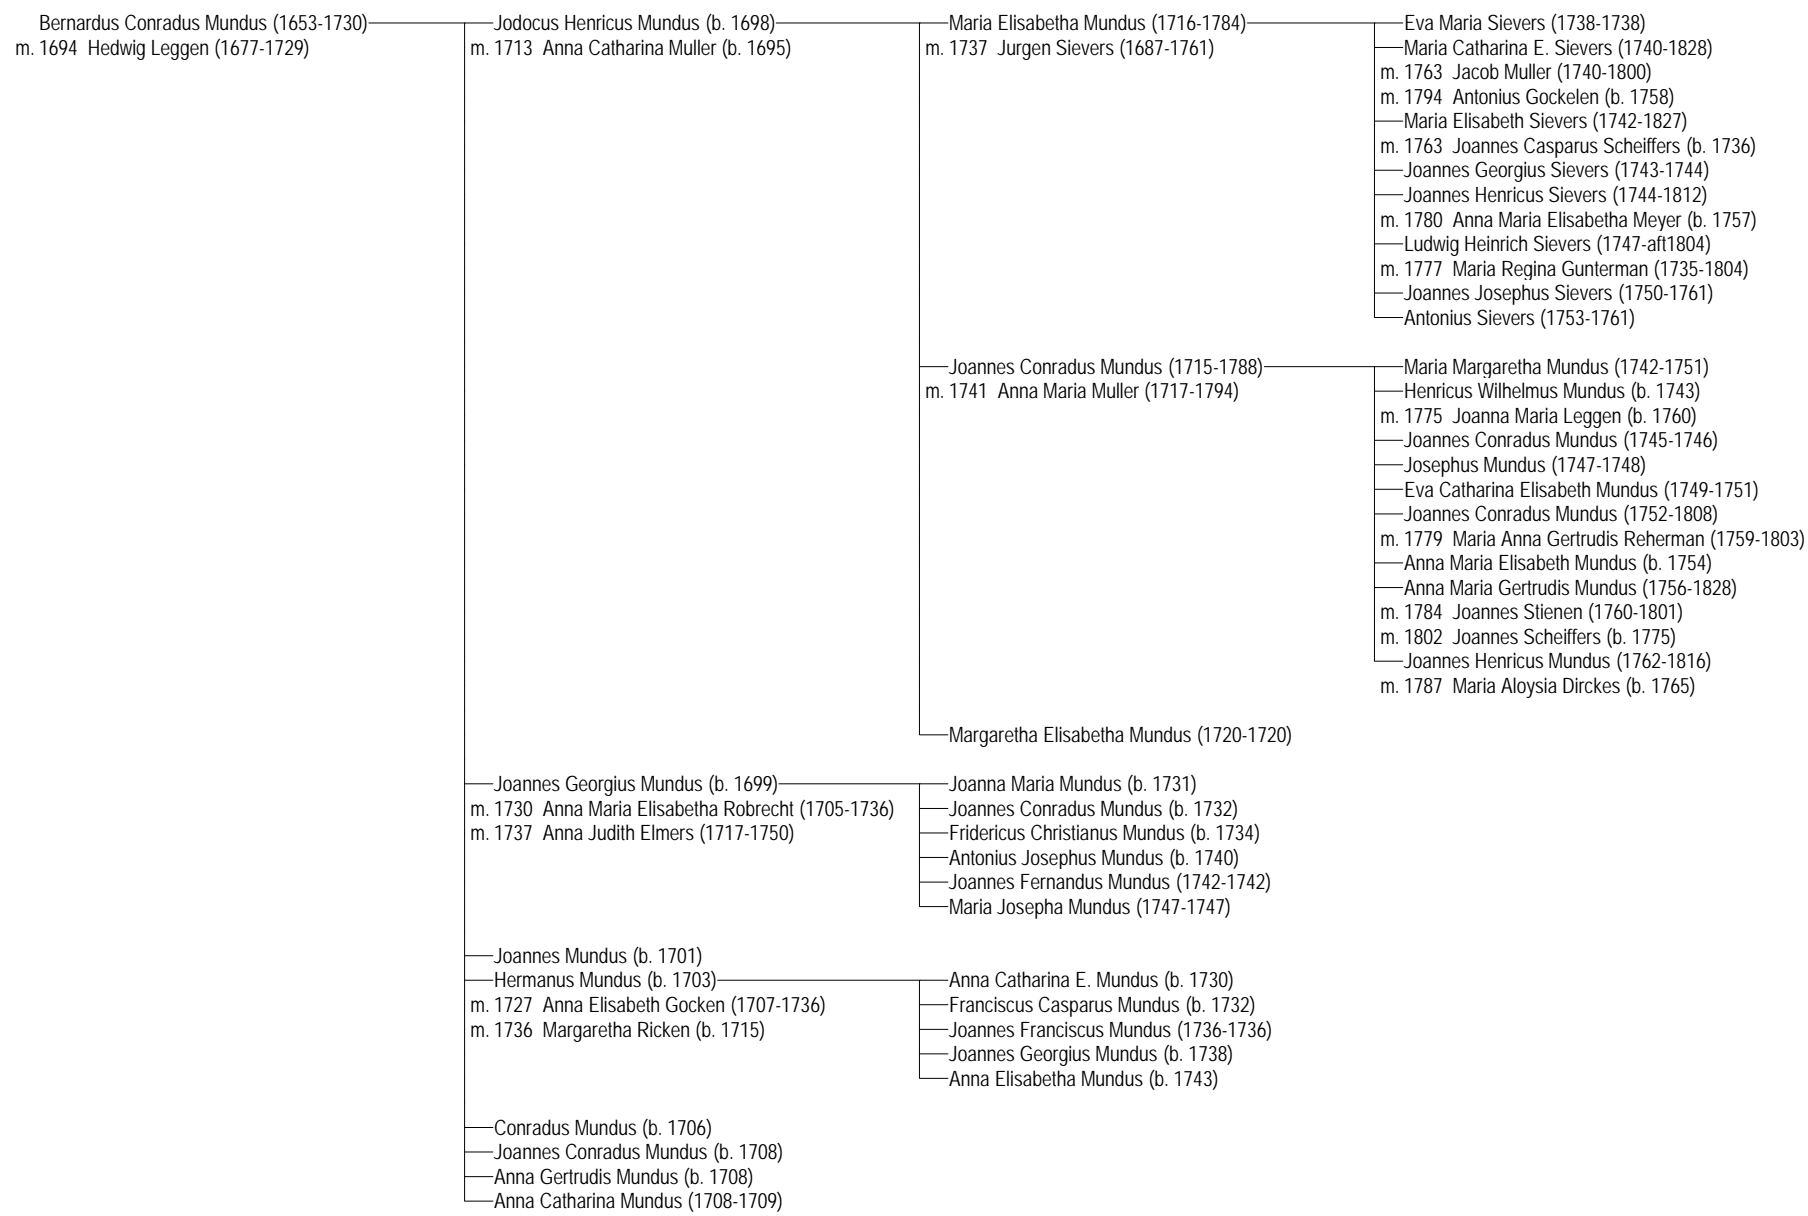 Bernardus Conradus Mundus (1653-1730)
m. 1694 Hedwig Leggen (1677-1729)
Jodocus Henricus Mundus (b. 1698)
m. 1713 Anna Catharina Muller (b. 1695)
Maria Elisabetha Mundus (1716-1784)
m. 1737 Jurgen Sievers (1687-1761)
Eva Maria Sievers (1738-1738)
Maria Catharina E. Sievers (1740-1828)
m. 1763 Jacob Muller (1740-1800)
m. 1794 Antonius Gockelen (b. 1758)
Maria Elisabeth Sievers (1742-1827)
m. 1763 Joannes Casparus Scheiffers (b. 1736)
Joannes Georgius Sievers (1743-1744)
Joannes Henricus Sievers (1744-1812)
m. 1780 Anna Maria Elisabetha Meyer (b. 1757)
Ludwig Heinrich Sievers (1747-aft1804)
m. 1777 Maria Regina Gunterman (1735-1804)
Joannes Josephus Sievers (1750-1761)
Antonius Sievers (1753-1761)
Joannes Conradus Mundus (1715-1788)
m. 1741 Anna Maria Muller (1717-1794)
Maria Margaretha Mundus (1742-1751)
Henricus Wilhelmus Mundus (b. 1743)
m. 1775 Joanna Maria Leggen (b. 1760)
Joannes Conradus Mundus (1745-1746)
Josephus Mundus (1747-1748)
Eva Catharina Elisabeth Mundus (1749-1751)
Joannes Conradus Mundus (1752-1808)
m. 1779 Maria Anna Gertrudis Reherman (1759-1803)
Anna Maria Elisabeth Mundus (b. 1754)
Anna Maria Gertrudis Mundus (1756-1828)
m. 1784 Joannes Stienen (1760-1801)
m. 1802 Joannes Scheiffers (b. 1775)
Joannes Henricus Mundus (1762-1816)
m. 1787 Maria Aloysia Dirckes (b. 1765)
Margaretha Elisabetha Mundus (1720-1720)
Joannes Georgius Mundus (b. 1699)
m. 1730 Anna Maria Elisabetha Robrecht (1705-1736)
m. 1737 Anna Judith Elmers (1717-1750)
Joanna Maria Mundus (b. 1731)
Joannes Conradus Mundus (b. 1732)
Fridericus Christianus Mundus (b. 1734)
Antonius Josephus Mundus (b. 1740)
Joannes Fernandus Mundus (1742-1742)
Maria Josepha Mundus (1747-1747)
Joannes Mundus (b. 1701)
Hermanus Mundus (b. 1703)
m. 1727 Anna Elisabeth Gocken (1707-1736)
m. 1736 Margaretha Ricken (b. 1715)
Anna Catharina E. Mundus (b. 1730)
Franciscus Casparus Mundus (b. 1732)
Joannes Franciscus Mundus (1736-1736)
Joannes Georgius Mundus (b. 1738)
Anna Elisabetha Mundus (b. 1743)
Conradus Mundus (b. 1706)
Joannes Conradus Mundus (b. 1708)
Anna Gertrudis Mundus (b. 1708)
Anna Catharina Mundus (1708-1709)